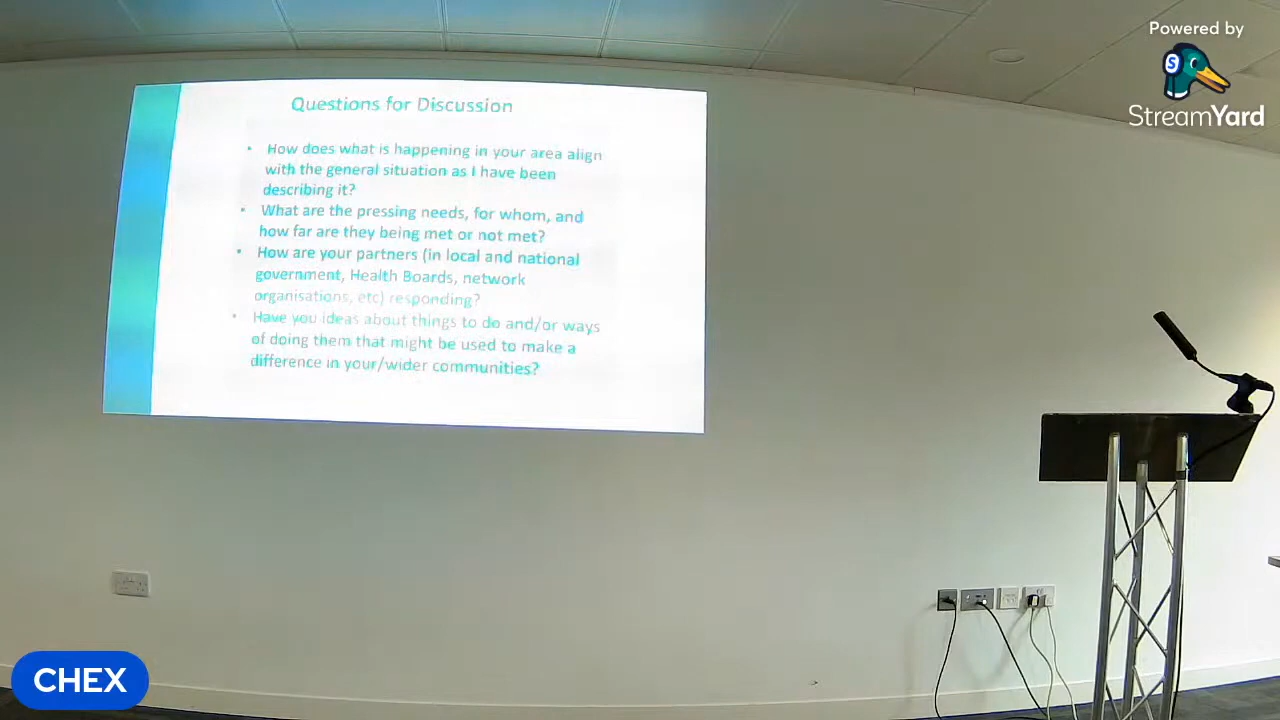 Powered by
StreamYard
Questions for Discussion
• How does what is happening in your area align
with the general situation as I have been
describing it?
• What are the pressing needs, for whom, and
how far are they being met or not met?
• How are your partners (in local and national
government, Health Boards, network
organisations, etc) responding?
• Have you ideas about things to do and/or ways
of doing them that might be used to make a
difference in your/wider communities?
CHEX